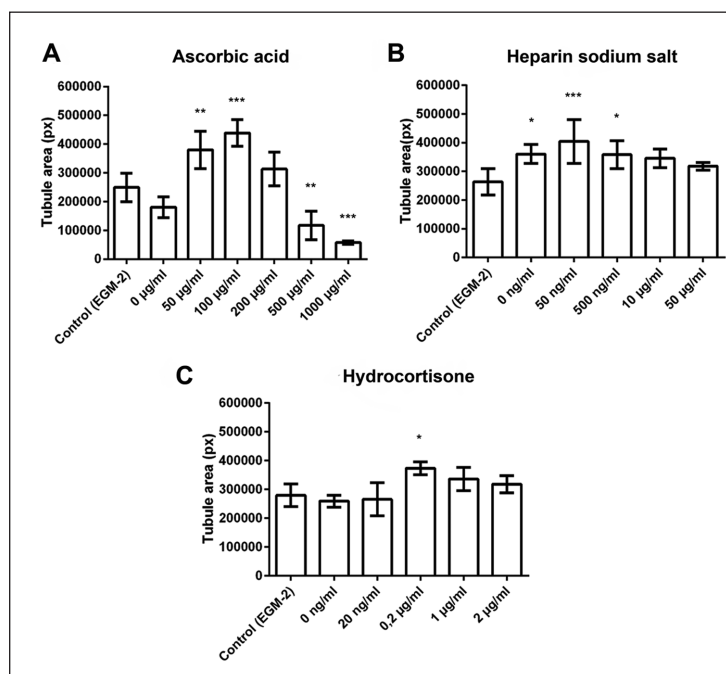 A
Ascorbic acid
Tubule area (px)
600000
500000
400000
300000
200000
100000
0
**
***
**
***
Control (EGM-2)
0 µg/ml
50 µg/ml
100 µg/ml
200 µg/ml
500 µg/ml
1000 µg/ml
B
Heparin sodium salt
Tubule area(px)
600000
500000
400000
300000
200000
100000
0
*
***
*
Control (EGM-2)
0 ng/ml
50 ng/ml
500 ng/ml
10 µg/ml
50 µg/ml
C
Hydrocortisone
Tubule area (px)
600000
500000
400000
300000
200000
100000
0
*
Control (EGM-2)
0 ng/ml
20 ng/ml
0,2 µg/ml
1 µg/ml
2 µg/ml